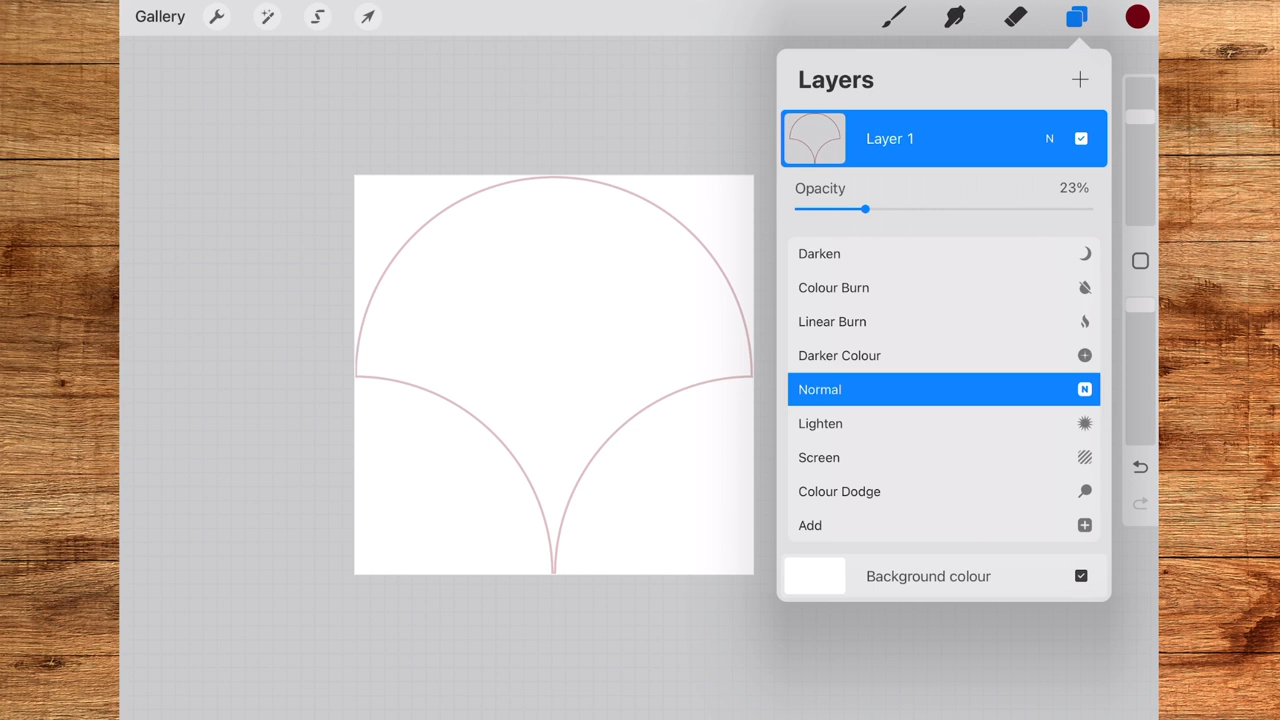 Gallery
Layers
Layer 1 N
Opacity 23%
Darken
Colour Burn
Linear Burn
Darker Colour
Normal N
Lighten
Screen
Colour Dodge
Add
Background colour